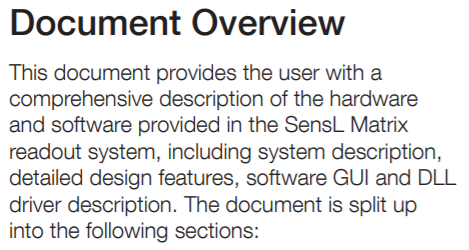 Document Overview
This document provides the user with a
comprehensive description of the hardware
and software provided in the SensL Matrix
readout system, including system description,
detailed design features, software GUI and DLL
driver description. The document is split up
into the following sections: